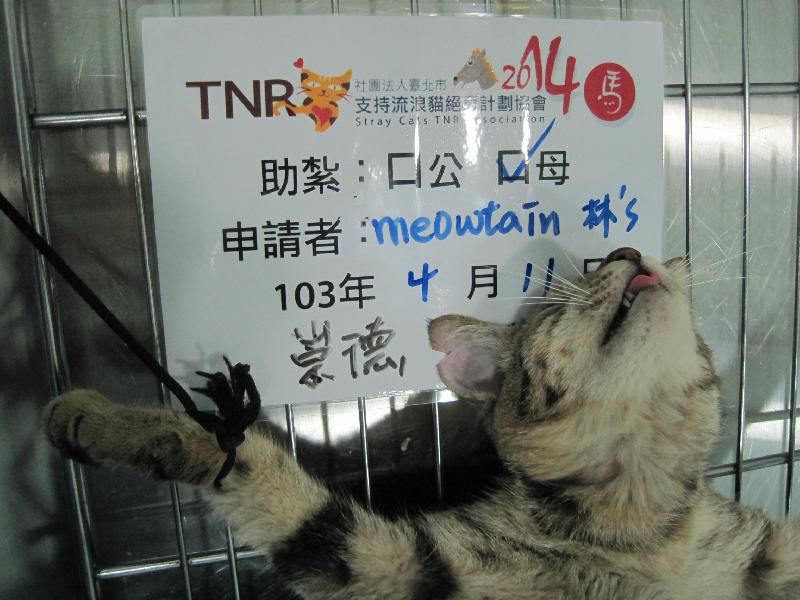 TNR 社團法人臺北市 2014 馬
支持流浪貓絕育計劃協會
Stray Cats TNR Association
助紮：口公 口母
申請者：meowtain 林's
103年 4 月 11 日
崇德